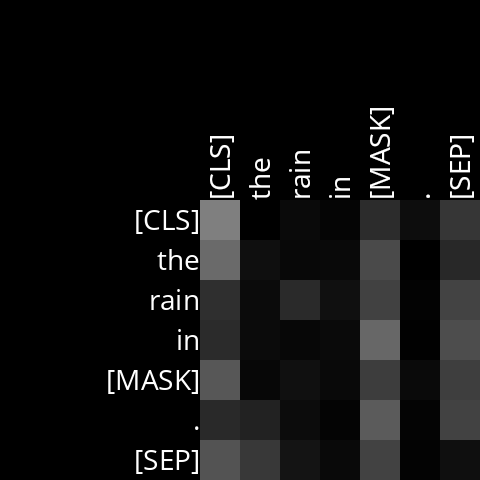 [CLS]
the
rain
in
[MASK]
.
[SEP]
[CLS]
the
rain
in
[MASK]
.
[SEP]